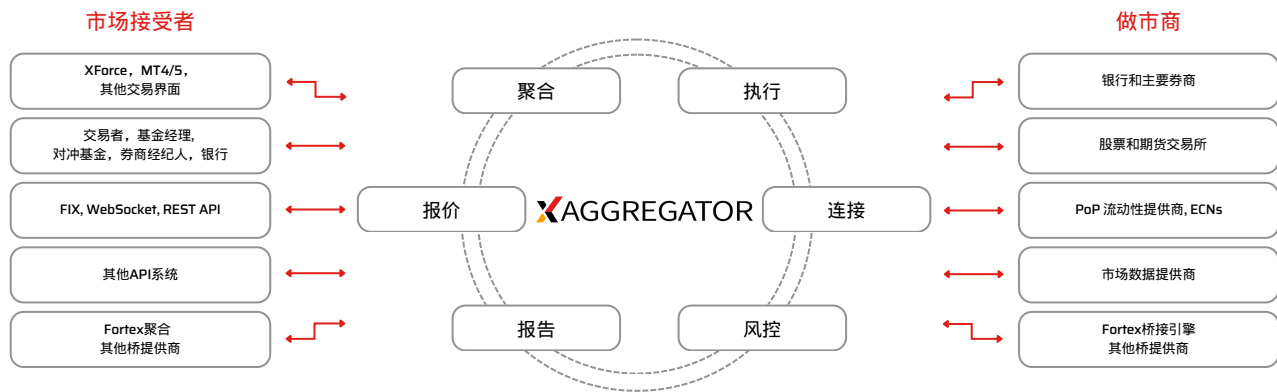 市场接受者
XForce，MT4/5，
其他交易界面
交易者，基金经理,
对冲基金，券商经纪人，银行
FIX, WebSocket, REST API
其他API系统
Fortex聚合
其他桥提供商
聚合
执行
报价
XAGGREGATOR
连接
报告
风控
做市商
银行和主要券商
股票和期货交易所
PoP 流动性提供商, ECNs
市场数据提供商
Fortex桥接引擎
其他桥提供商